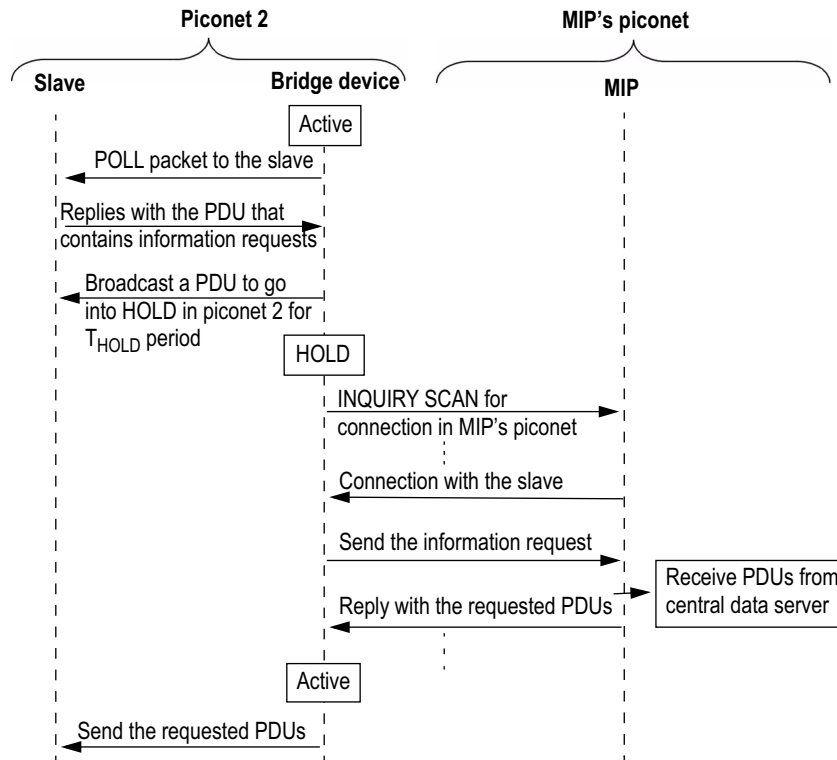 Piconet 2
MIP's piconet
Slave
Bridge device
MIP
Active
POLL packet to the slave
Replies with the PDU that
contains information requests
Broadcast a PDU to go
into HOLD in piconet 2 for
THOLD period
HOLD
INQUIRY SCAN for
connection in MIP's piconet
Connection with the slave
Send the information request
Receive PDUs from
central data server
Reply with the requested PDUs
Active
Send the requested PDUs